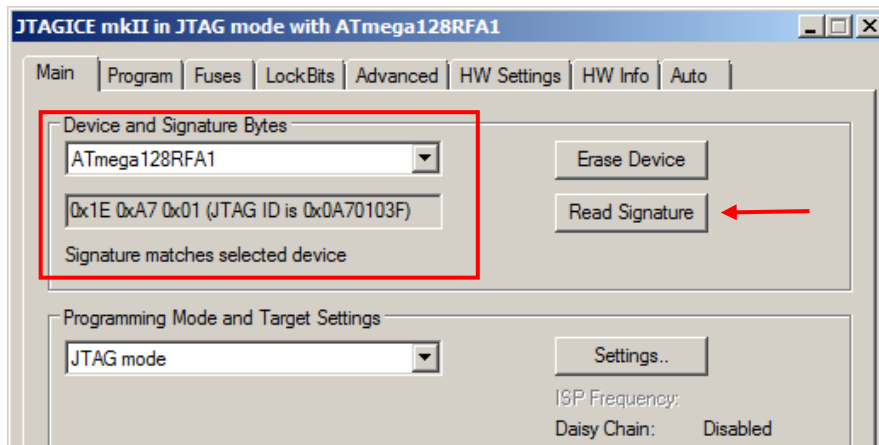 JTAGICE mkII in JTAG mode with ATmega128RFA1
Main Program Fuses LockBits Advanced HW Settings HW Info Auto
Device and Signature Bytes
ATmega128RFA1 Erase Device
0x1E 0xA7 0x01 (JTAG ID is 0x0A70103F) Read Signature
Signature matches selected device
Programming Mode and Target Settings
JTAG mode Settings..
ISP Frequency:
Daisy Chain: Disabled